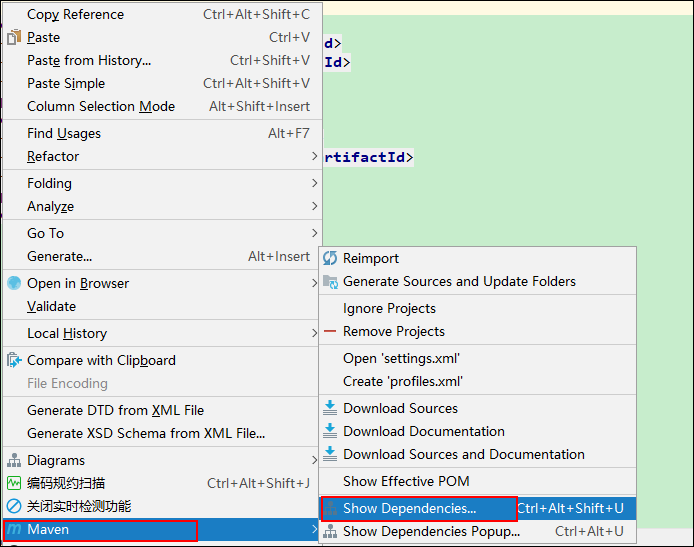 Copy Reference Ctrl+Alt+Shift+C
Paste Ctrl+V
d>
Paste from History... Ctrl+Shift+V
Id>
Paste Simple Ctrl+Alt+Shift+V
Column Selection Mode Alt+Shift+Insert
Find Usages Alt+F7
Refactor
rtifactId>
Folding
Analyze
Go To
Generate... Alt+Insert
Open in Browser
Validate
Local History
Compare with Clipboard
File Encoding
Generate DTD from XML File
Generate XSD Schema from XML File...
Diagrams
编码规约扫描 Ctrl+Alt+Shift+J
关闭实时检测功能
Maven
Reimport
Generate Sources and Update Folders
Ignore Projects
Remove Projects
Open 'settings.xml'
Create 'profiles.xml'
Download Sources
Download Documentation
Download Sources and Documentation
Show Effective POM
Show Dependencies... Ctrl+Alt+Shift+U
Show Dependencies Popup... Ctrl+Alt+U